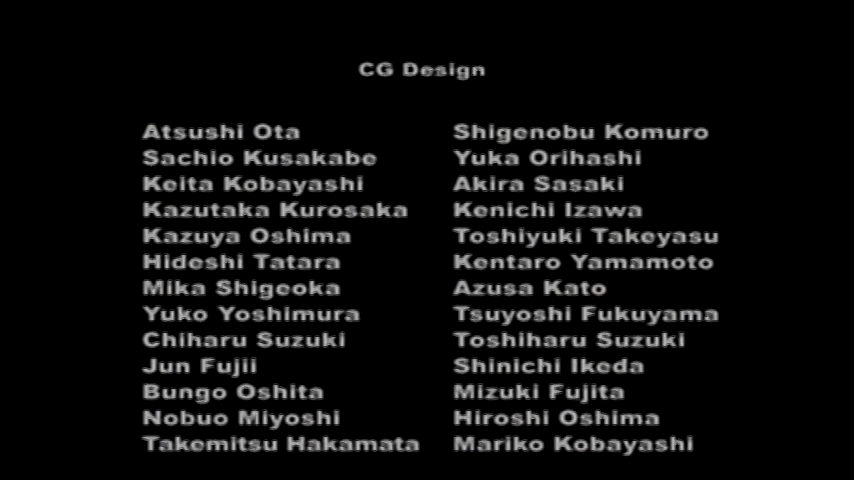 CG Design
Atsushi Ota
Sachio Kusakabe
Keita Kobayashi
Kazutaka Kurosaka
Kazuya Oshima
Hideshi Tatara
Mika Shigeoka
Yuko Yoshimura
Chiharu Suzuki
Jun Fujii
Bungo Oshita
Nobuo Miyoshi
Takemitsu Hakamata
Shigenobu Komuro
Yuka Orihashi
Akira Sasaki
Kenichi Izawa
Toshiyuki Takeyasu
Kentaro Yamamoto
Azusa Kato
Tsuyoshi Fukuyama
Toshiharu Suzuki
Shinichi Ikeda
Mizuki Fujita
Hiroshi Oshima
Mariko Kobayashi